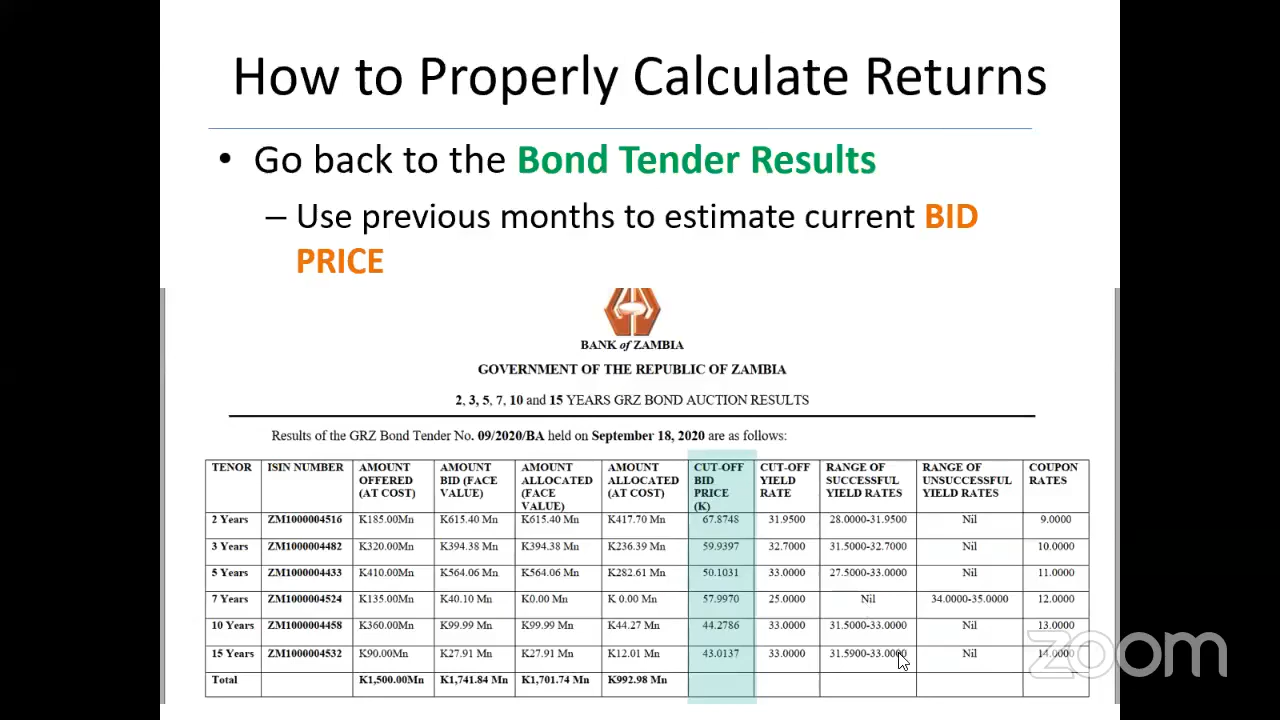 How to Properly Calculate Returns
• Go back to the Bond Tender Results
– Use previous months to estimate current BID
PRICE
BANK of ZAMBIA
GOVERNMENT OF THE REPUBLIC OF ZAMBIA
2, 3, 5, 7, 10 and 15 YEARS GRZ BOND AUCTION RESULTS
Results of the GRZ Bond Tender No. 09/2020/BA held on September 18, 2020 are as follows:
TENOR ISIN NUMBER AMOUNT OFFERED (AT COST) AMOUNT BID (FACE VALUE) AMOUNT ALLOCATED (FACE VALUE) AMOUNT ALLOCATED (AT COST) CUT-OFF BID PRICE (K) CUT-OFF YIELD RATE RANGE OF SUCCESSFUL YIELD RATES RANGE OF UNSUCCESSFUL YIELD RATES COUPON RATES
2 Years ZM1000004516 K185.00Mn K615.40 Mn K615.40 Mn K417.70 Mn 67.8748 31.9500 28.0000-31.9500 Nil 9.0000
3 Years ZM1000004482 K320.00Mn K394.38 Mn K394.38 Mn K236.39 Mn 59.9397 32.7000 31.5000-32.7000 Nil 10.0000
5 Years ZM1000004433 K410.00Mn K564.06 Mn K564.06 Mn K282.61 Mn 50.1031 33.0000 27.5000-33.0000 Nil 11.0000
7 Years ZM1000004524 K135.00Mn K40.10 Mn K0.00 Mn K 0.00 Mn 57.9970 25.0000 Nil 34.0000-35.0000 12.0000
10 Years ZM1000004458 K360.00Mn K99.99 Mn K99.99 Mn K44.27 Mn 44.2786 33.0000 31.5000-33.0000 Nil 13.0000
15 Years ZM1000004532 K90.00Mn K27.91 Mn K27.91 Mn K12.01 Mn 43.0137 33.0000 31.5900-33.0000 Nil 14.0000
Total K1,500.00Mn K1,741.84 Mn K1,701.74 Mn K992.98 Mn
zoom